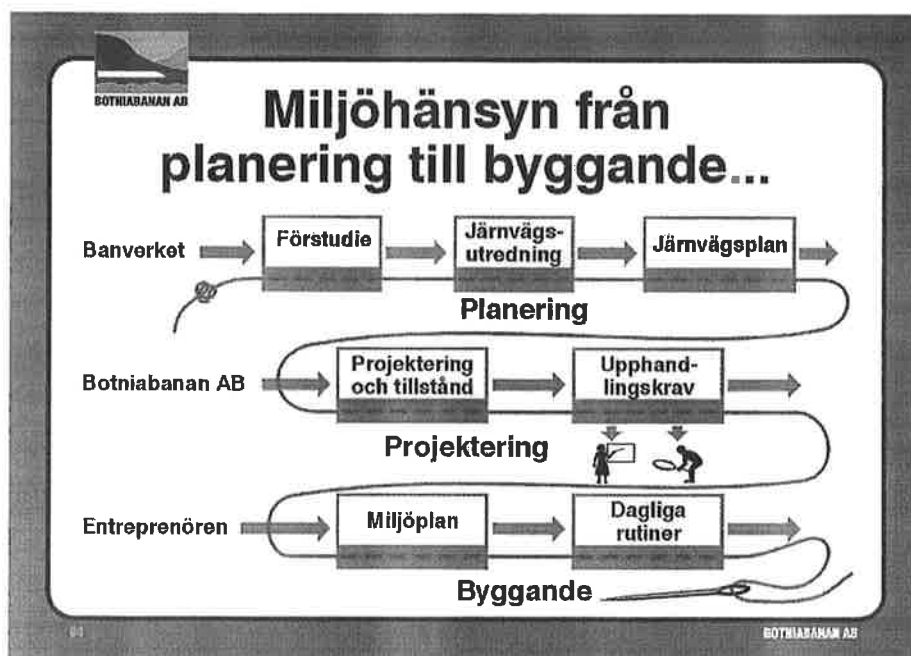 BOTNIABANAN AB
Miljöhänsyn från
planering till byggande...
Banverket
Förstudie
Järnvägs-
utredning
Järnvägsplan
Planering
Botniabanan AB
Projektering
och tillstånd
Upphand-
lingskrav
Projektering
Entreprenören
Miljöplan
Dagliga
rutiner
Byggande
BOTNIABANAN AB